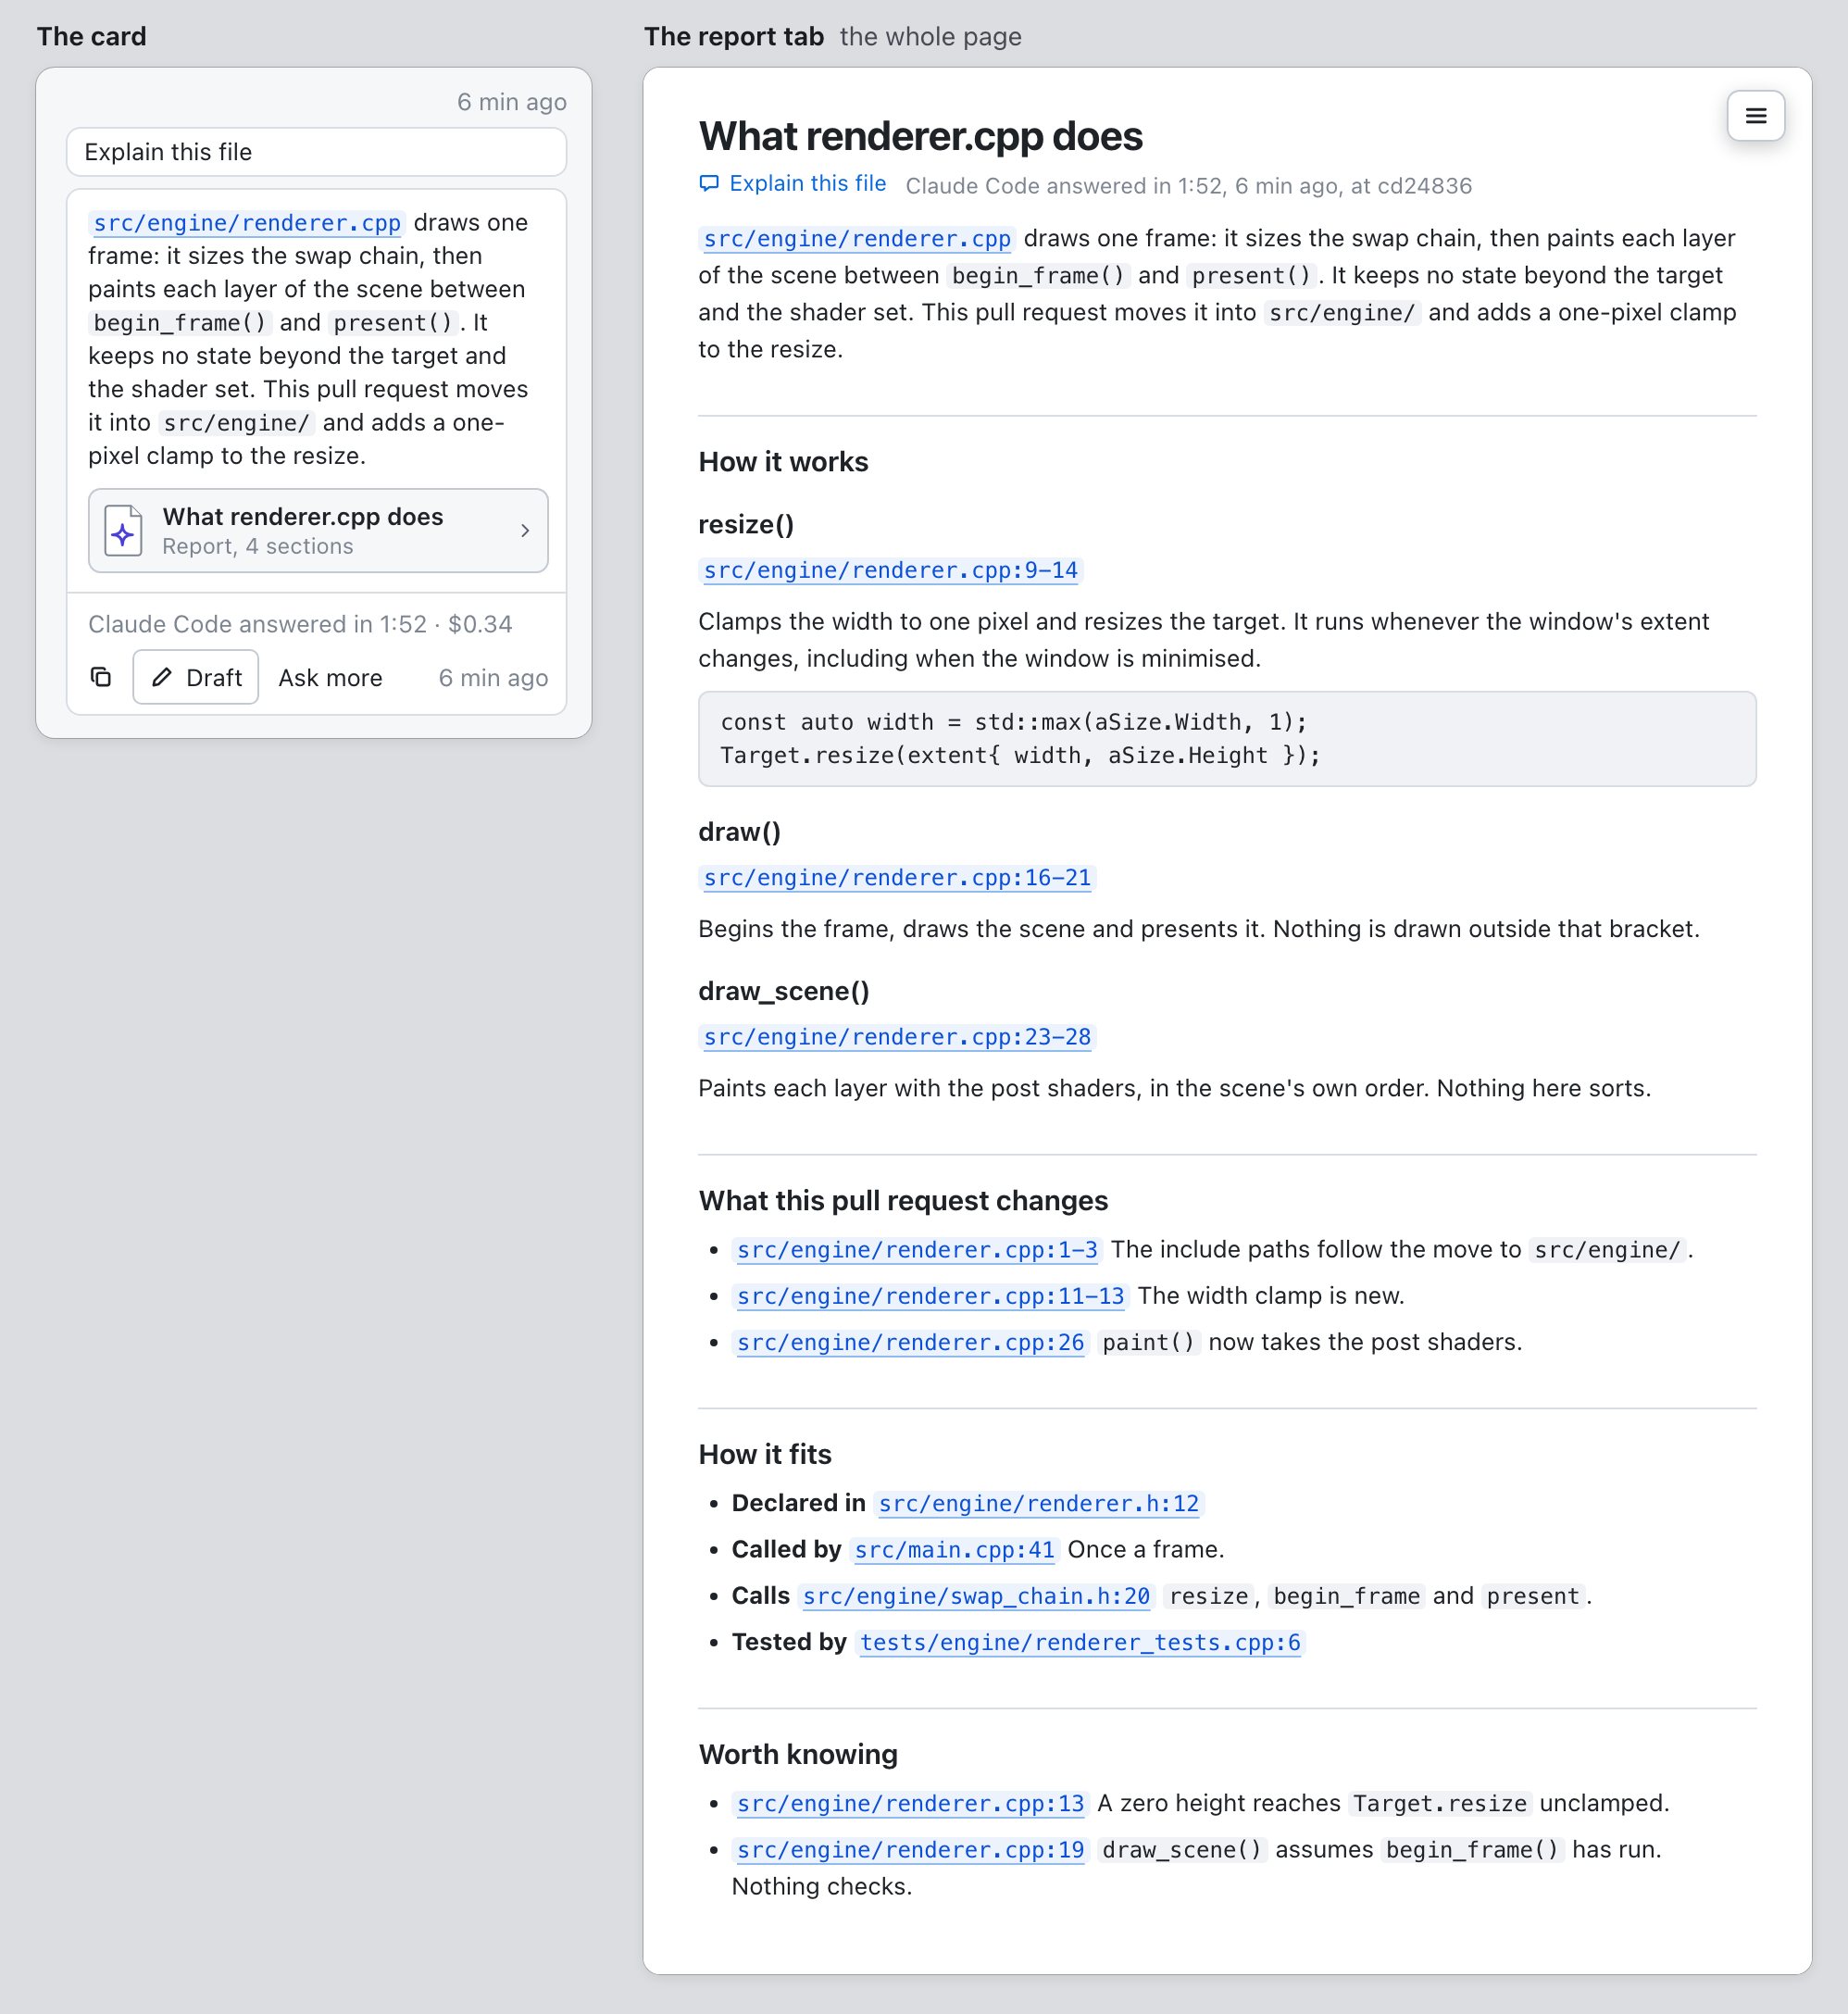 The card
6 min ago
Explain this file
src/engine/renderer.cpp draws one
frame: it sizes the swap chain, then
paints each layer of the scene between
begin_frame() and present(). It
keeps no state beyond the target and
the shader set. This pull request moves
it into src/engine/ and adds a one-
pixel clamp to the resize.
What renderer.cpp does
Report, 4 sections
Claude Code answered in 1:52 · $0.34
Draft Ask more 6 min ago
The report tab the whole page
What renderer.cpp does
Explain this file Claude Code answered in 1:52, 6 min ago, at cd24836
src/engine/renderer.cpp draws one frame: it sizes the swap chain, then paints each layer
of the scene between begin_frame() and present(). It keeps no state beyond the target
and the shader set. This pull request moves it into src/engine/ and adds a one-pixel clamp
to the resize.
How it works
resize()
src/engine/renderer.cpp:9–14
Clamps the width to one pixel and resizes the target. It runs whenever the window's extent
changes, including when the window is minimised.
const auto width = std::max(aSize.Width, 1);
Target.resize(extent{ width, aSize.Height });
draw()
src/engine/renderer.cpp:16–21
Begins the frame, draws the scene and presents it. Nothing is drawn outside that bracket.
draw_scene()
src/engine/renderer.cpp:23–28
Paints each layer with the post shaders, in the scene's own order. Nothing here sorts.
What this pull request changes
• src/engine/renderer.cpp:1–3 The include paths follow the move to src/engine/.
• src/engine/renderer.cpp:11–13 The width clamp is new.
• src/engine/renderer.cpp:26 paint() now takes the post shaders.
How it fits
• Declared in src/engine/renderer.h:12
• Called by src/main.cpp:41 Once a frame.
• Calls src/engine/swap_chain.h:20 resize, begin_frame and present.
• Tested by tests/engine/renderer_tests.cpp:6
Worth knowing
• src/engine/renderer.cpp:13 A zero height reaches Target.resize unclamped.
• src/engine/renderer.cpp:19 draw_scene() assumes begin_frame() has run.
Nothing checks.